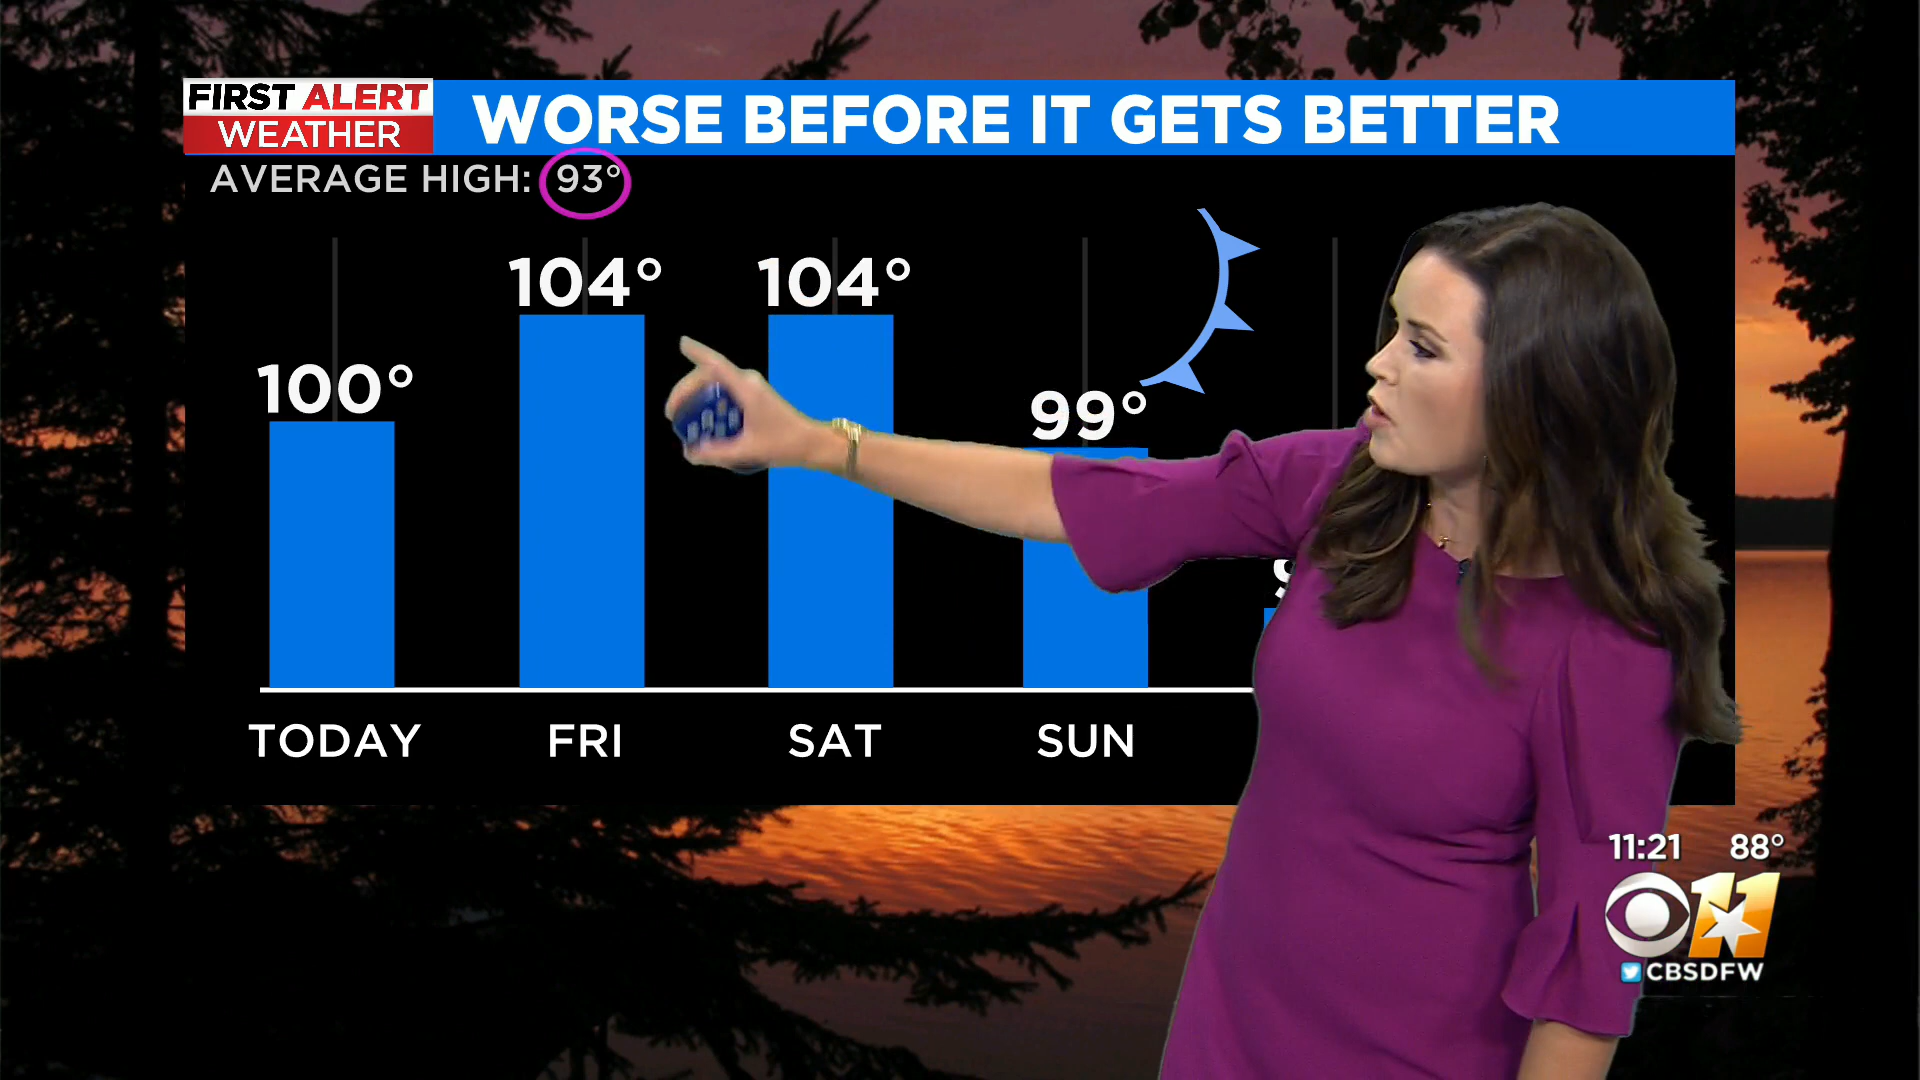 FIRST ALERT
WEATHER
WORSE BEFORE IT GETS BETTER
AVERAGE HIGH: 93°
104°
104°
100°
99°
TODAY
FRI
SAT
SUN
11:21
88°
11
CBSDFW